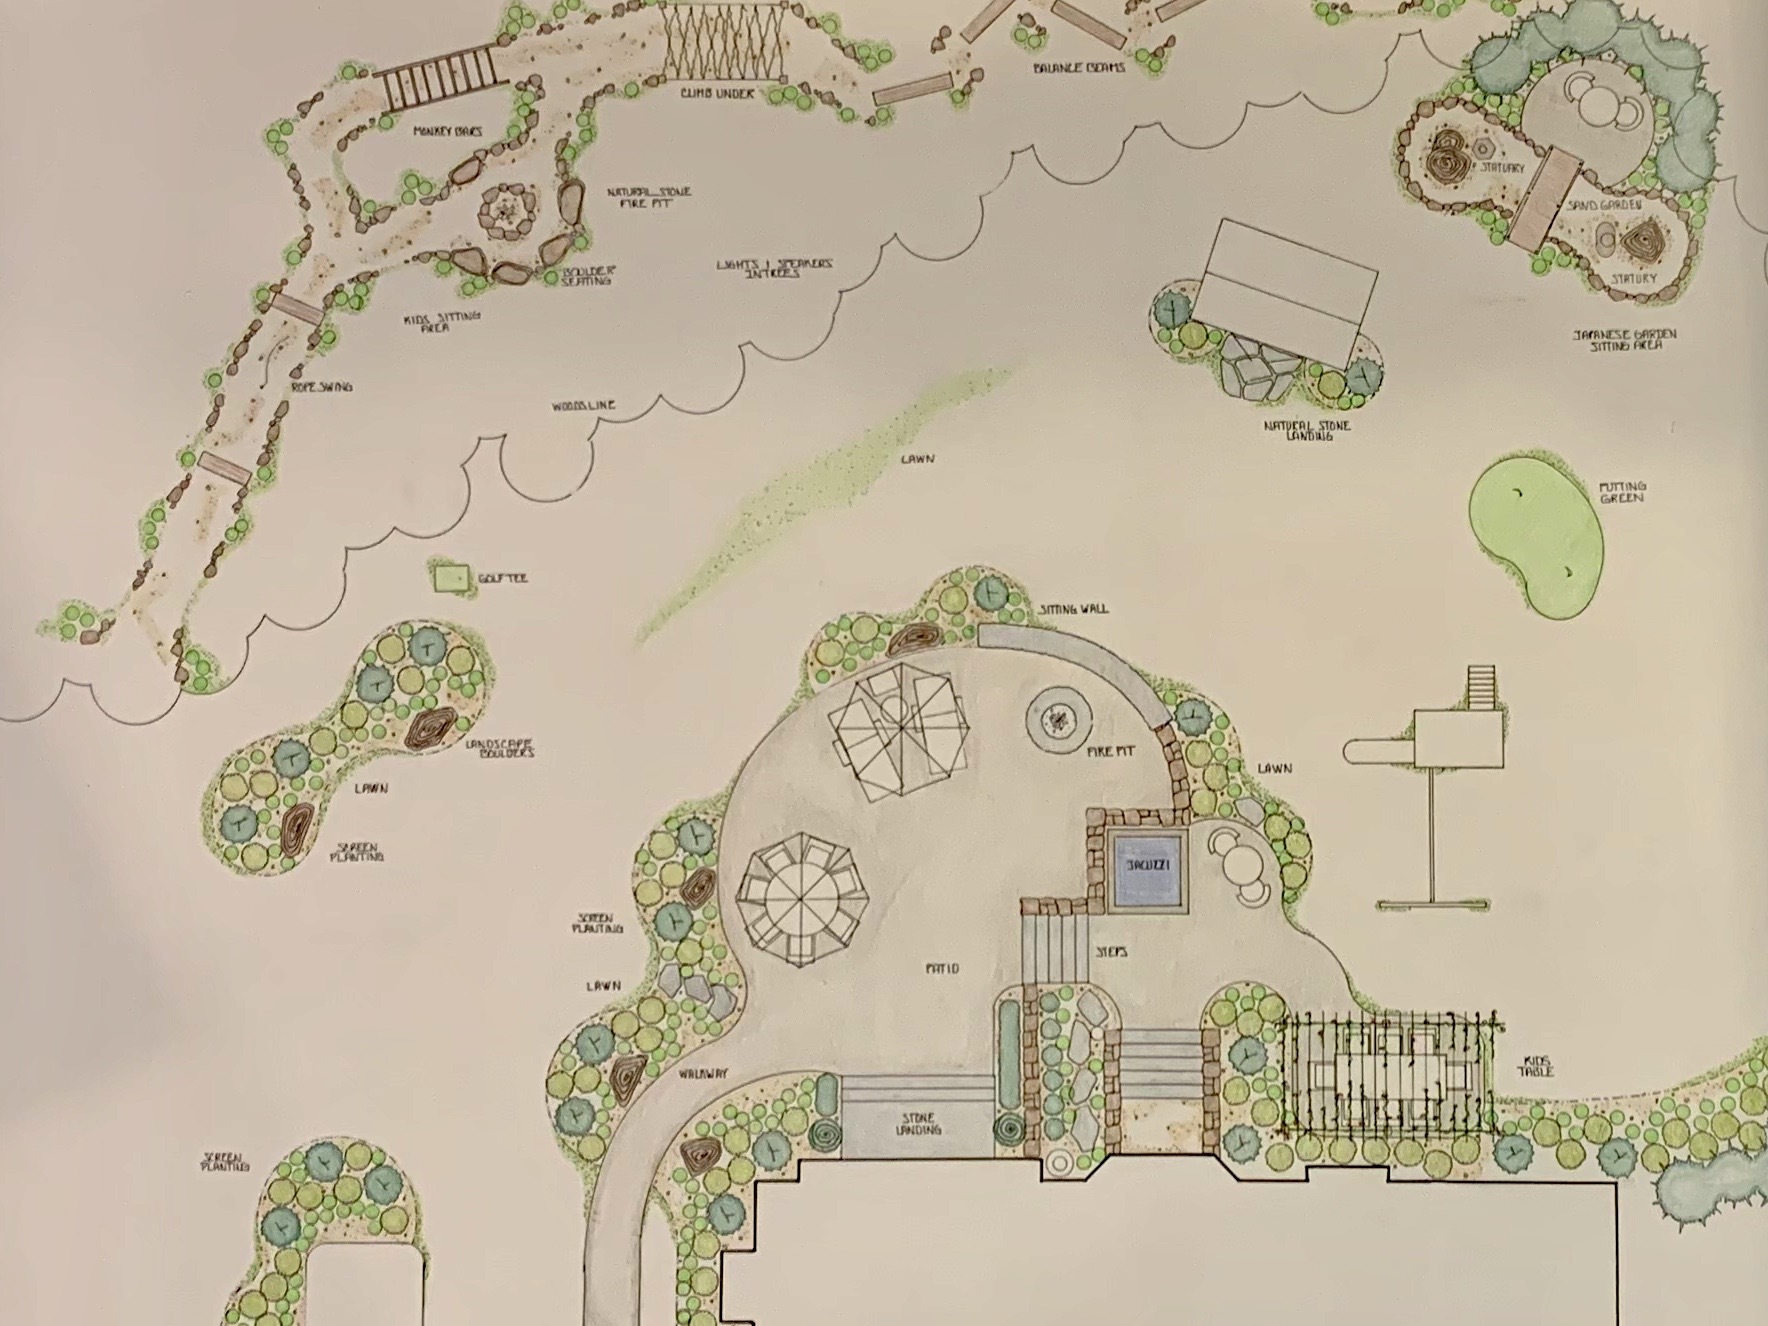 BALANCE BEAMS
CLIMB UNDER
MONKEY BARS
STATUARY
NATURAL STONE
FIRE PIT
SAND GARDEN
LIGHTS & SPEAKERS
IN TREES
BOULDER
SEATING
STATURY
KIDS SITTING
AREA
JAPANESE GARDEN
SITTING AREA
ROPE SWING
WOODSLINE
NATURAL STONE
LANDING
LAWN
PUTTING
GREEN
GOLF TEE
SITTING WALL
LANDSCAPE
BOULDERS
FIRE PIT
LAWN
LAWN
SCREEN
PLANTING
JACUZZI
SCREEN
PLANTING
STEPS
PATIO
LAWN
WALKWAY
KIDS
TABLE
STONE
LANDING
SCREEN
PLANTING